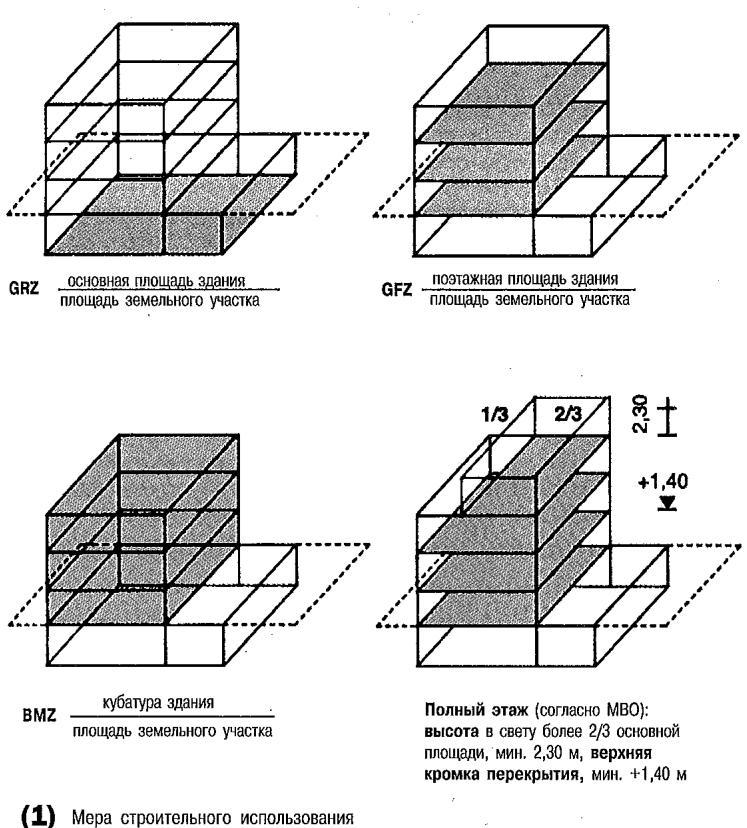 GRZ основная площадь здания
площадь земельного участка
GFZ поэтажная площадь здания
площадь земельного участка
1/3 2/3 2,30
+1,40
BMZ кубатура здания
площадь земельного участка
Полный этаж (согласно МВО):
высота в свету более 2/3 основной
площади, мин. 2,30 м, верхняя
кромка перекрытия, мин. +1,40 м
(1) Мера строительного использования